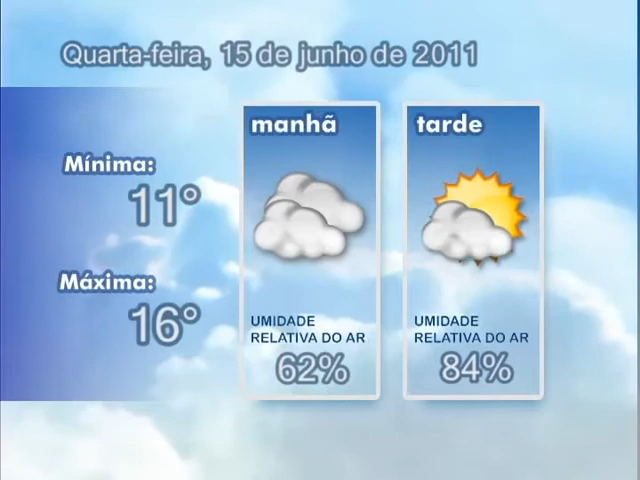 Quarta-feira, 15 de junho de 2011
Mínima:
11°
Máxima:
16°
manhã
UMIDADE
RELATIVA DO AR
62%
tarde
UMIDADE
RELATIVA DO AR
84%